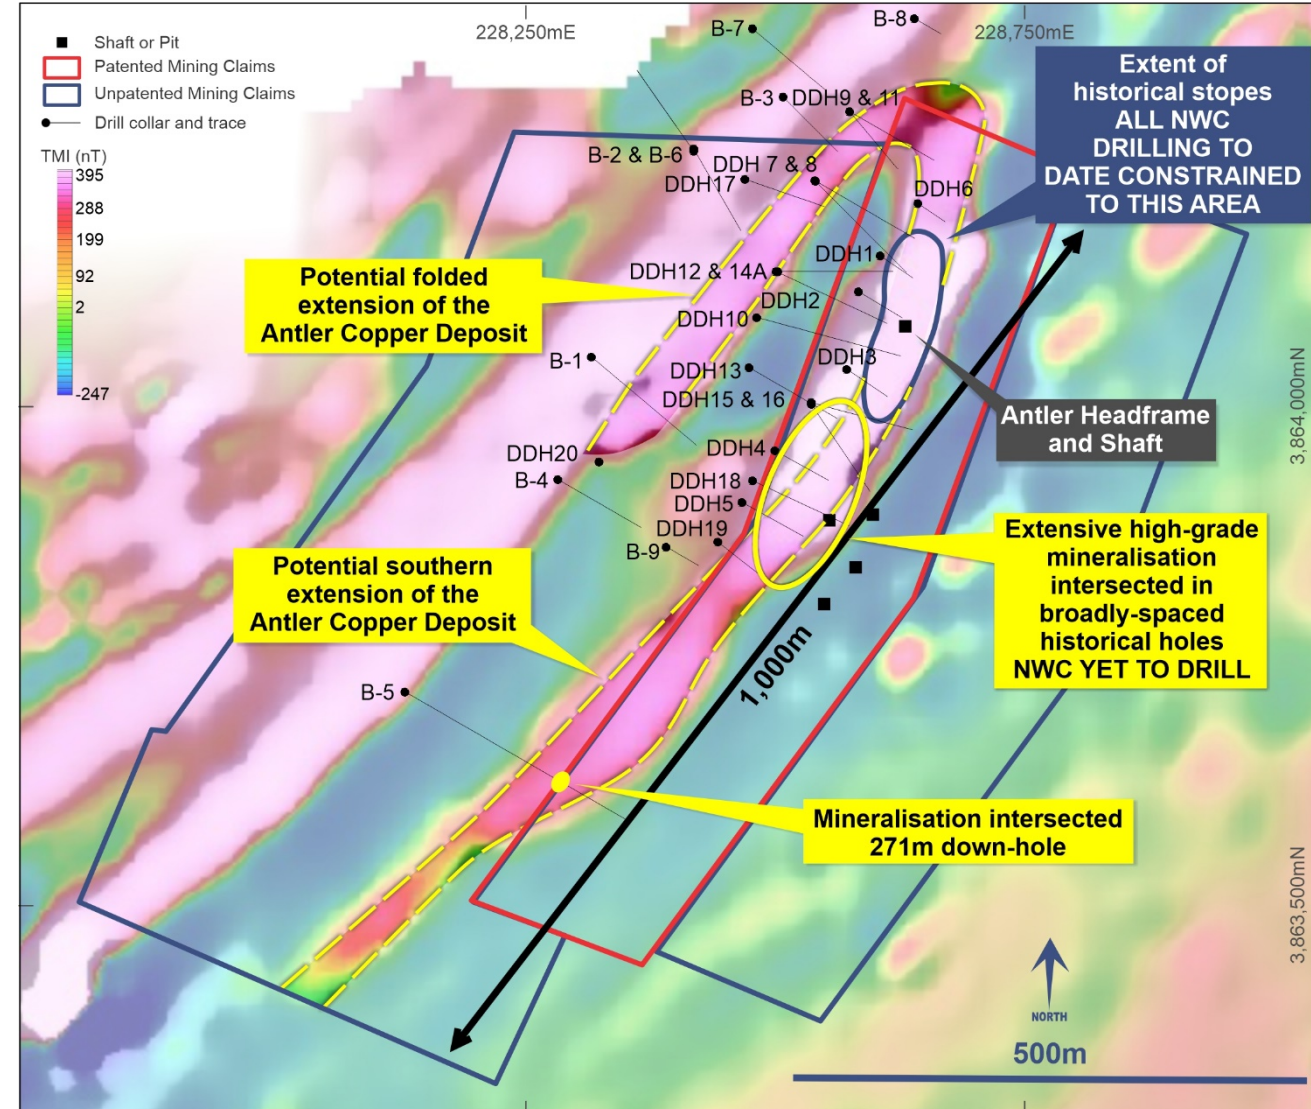 228,250mE
228,750mE
Shaft or Pit
Patented Mining Claims
Unpatented Mining Claims
Drill collar and trace
TMI (nT)
395
288
199
92
2
-247
B-7
B-8
B-3
DDH9 & 11
B-2 & B-6
DDH 7 & 8
DDH17
DDH6
Extent of
historical stopes
ALL NWC
DRILLING TO
DATE CONSTRAINED
TO THIS AREA
Potential folded
extension of the
Antler Copper Deposit
DDH1
DDH12 & 14A
DDH2
DDH10
B-1
DDH3
DDH13
DDH15 & 16
Antler Headframe
and Shaft
3,864,000mN
DDH4
DDH20
B-4
DDH18
DDH5
DDH19
B-9
Extensive high-grade
mineralisation
intersected in
broadly-spaced
historical holes
NWC YET TO DRILL
Potential southern
extension of the
Antler Copper Deposit
1,000m
B-5
Mineralisation intersected
271m down-hole
3,863,500mN
NORTH
500m